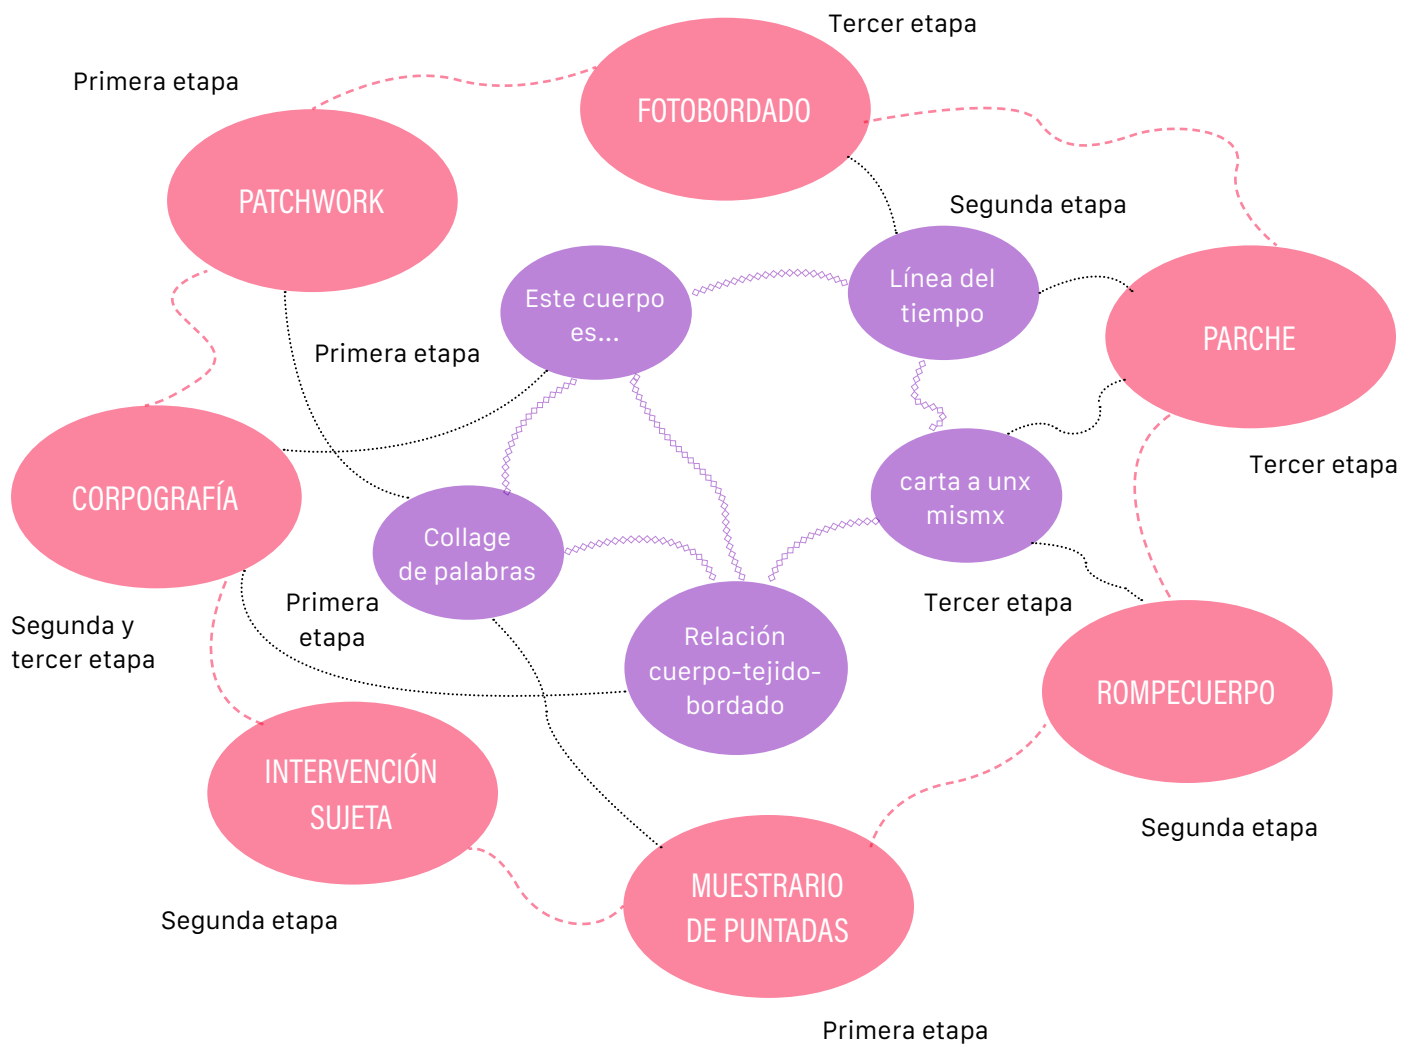 Tercer etapa
Primera etapa
FOTOBORDADO
PATCHWORK
Segunda etapa
Línea del
tiempo
Este cuerpo
es...
PARCHE
Primera etapa
Tercer etapa
CORPOGRAFÍA
carta a unx
mismx
Collage
de palabras
Primera
etapa
Tercer etapa
Segunda y
tercer etapa
Relación
cuerpo-tejido-
bordado
ROMPECUERPO
INTERVENCIÓN
SUJETA
Segunda etapa
MUESTRARIO
DE PUNTADAS
Segunda etapa
Primera etapa